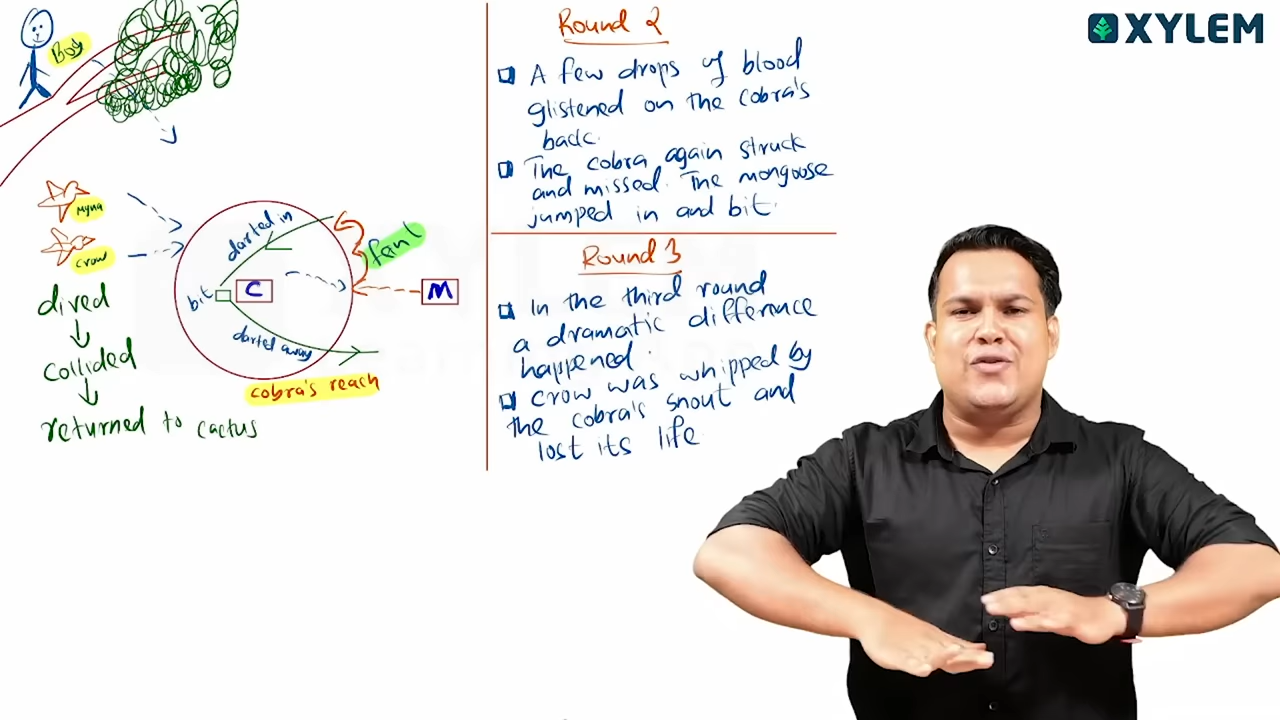 XYLEM
Boy
Myna
crow
dived
collided
returned to cactus
darted in
feint
bit
C
M
darted away
cobra's reach
Round 2
A few drops of blood
glistened on the cobra's
back.
The cobra again struck
and missed. The mongoose
jumped in and bit.
Round 3
In the third round
a dramatic difference
happened.
crow was whipped by
the cobra's snout and
lost its life